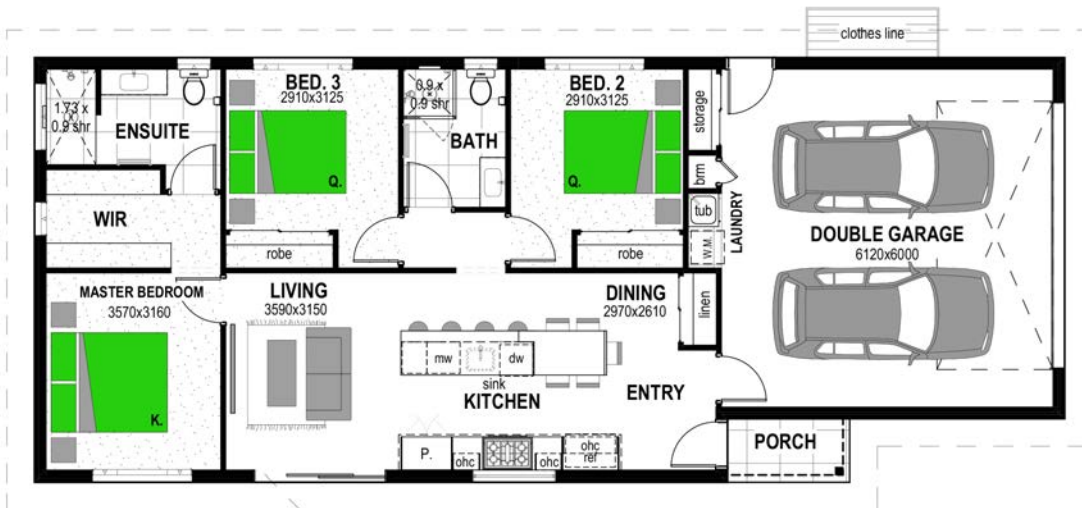 clothes line
1.73 x
0.9 shr
ENSUITE
BED. 3
2910x3125
Q.
0.9 x
0.9 shr
BATH
BED. 2
2910x3125
Q.
storage
brm
tub
W.M.
LAUNDRY
DOUBLE GARAGE
6120x6000
WIR
robe
robe
MASTER BEDROOM
3570x3160
K.
LIVING
3590x3150
DINING
2970x2610
linen
mw
sink
dw
KITCHEN
ENTRY
P.
ohc
ohc
ohc
ref
PORCH